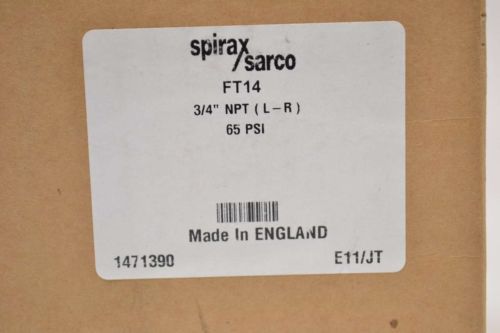 spirax
/sarco
FT14
3/4" NPT (L-R)
65 PSI
Made In ENGLAND
1471390 E11/JT